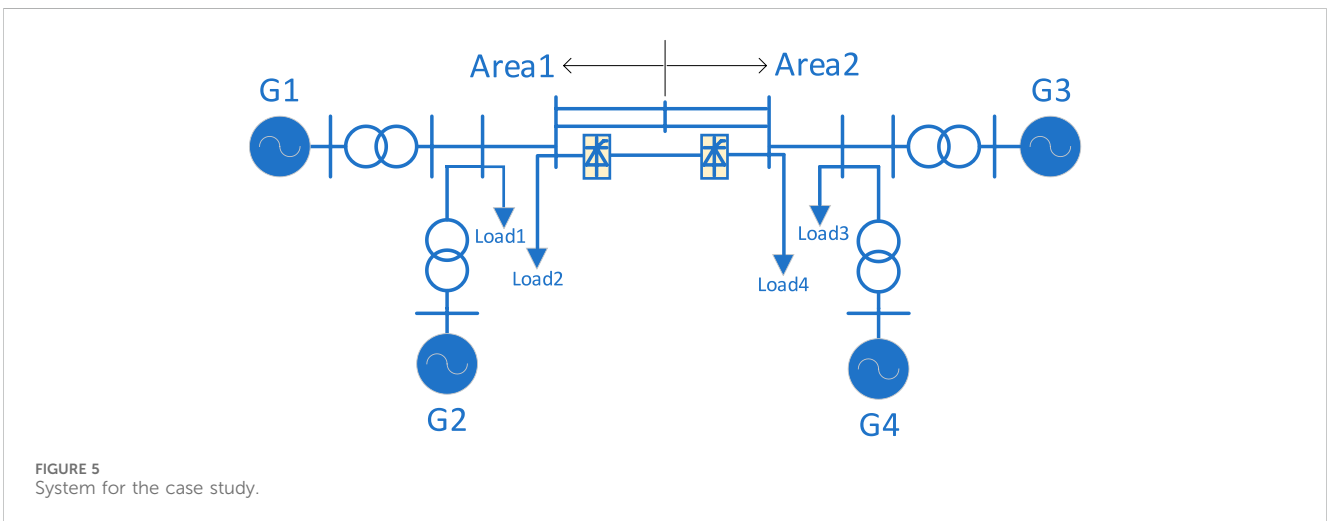 Area1
Area2
G1
G3
Load1
Load3
Load2
Load4
G2
G4
FIGURE 5
System for the case study.